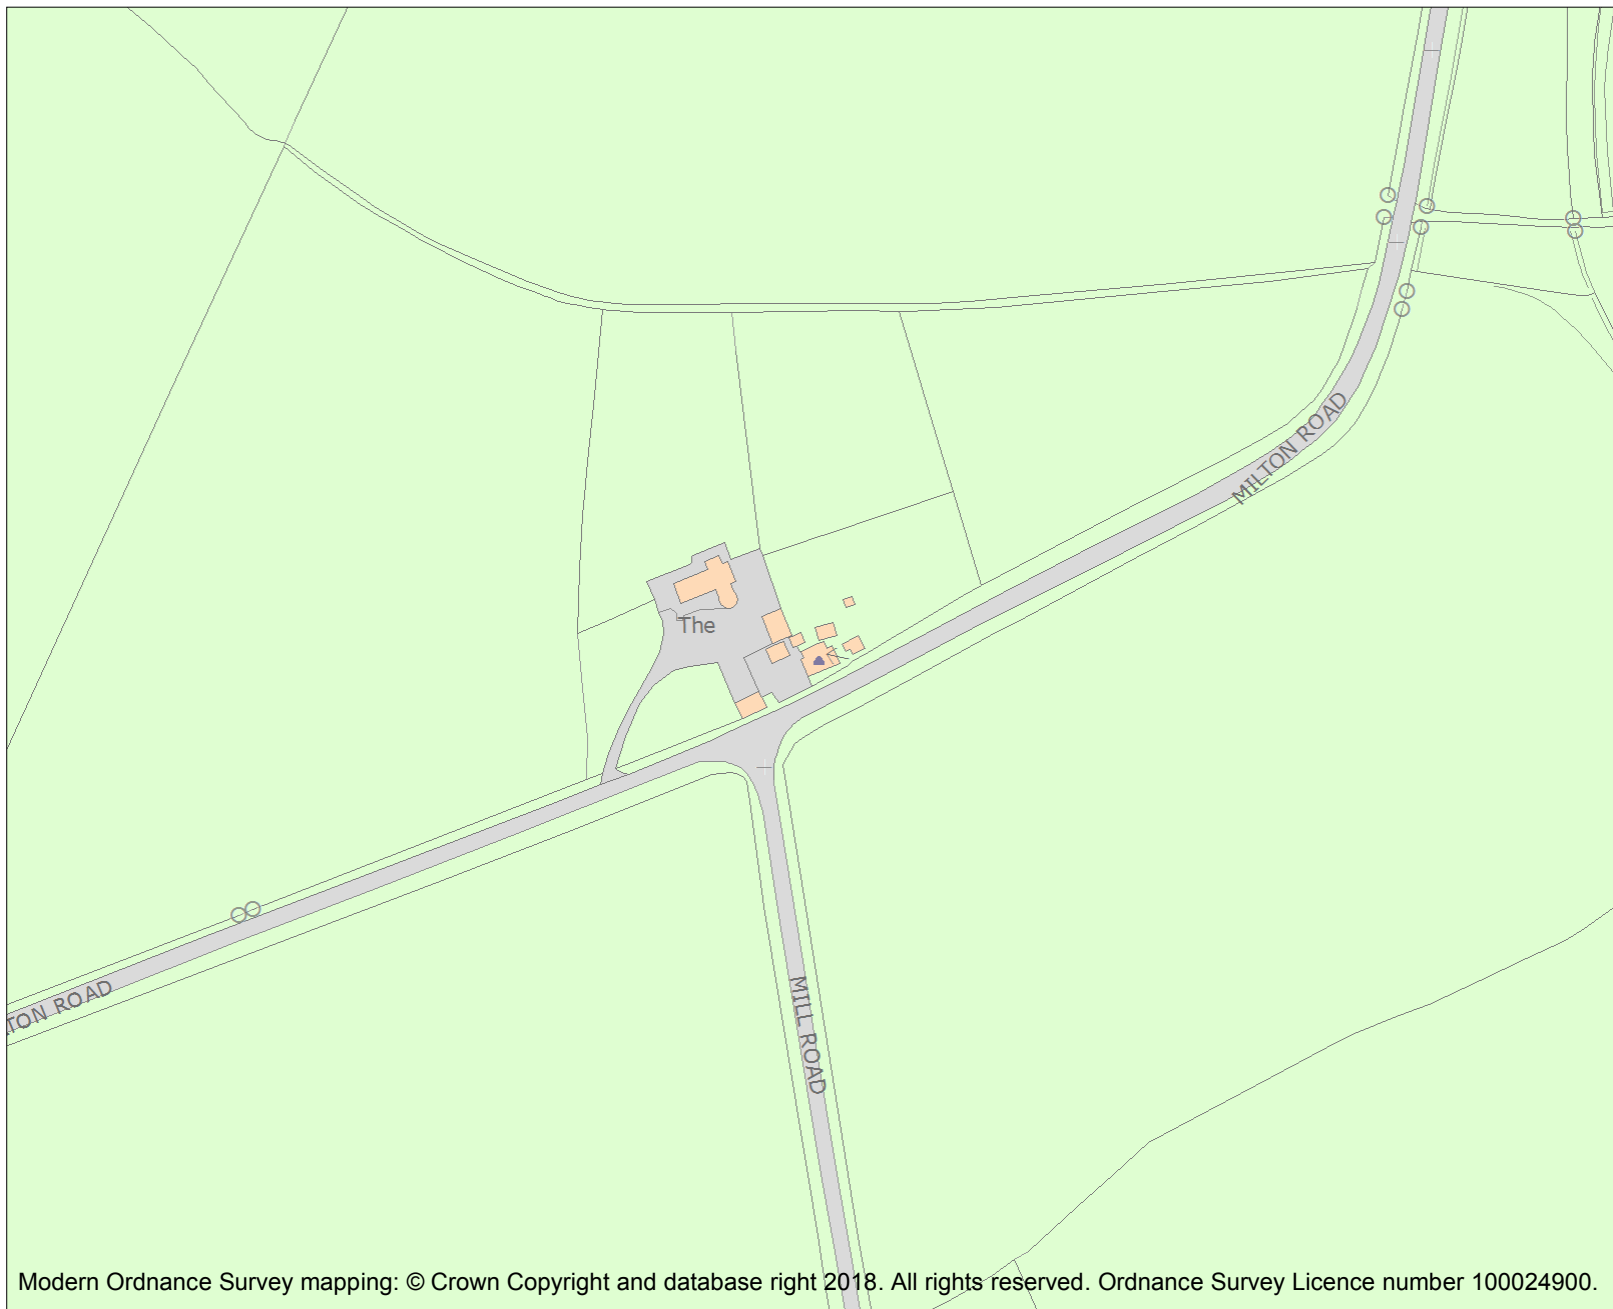 MILTON ROAD
The
TON ROAD
MILL ROAD
Modern Ordnance Survey mapping: © Crown Copyright and database right 2018. All rights reserved. Ordnance Survey Licence number 100024900.